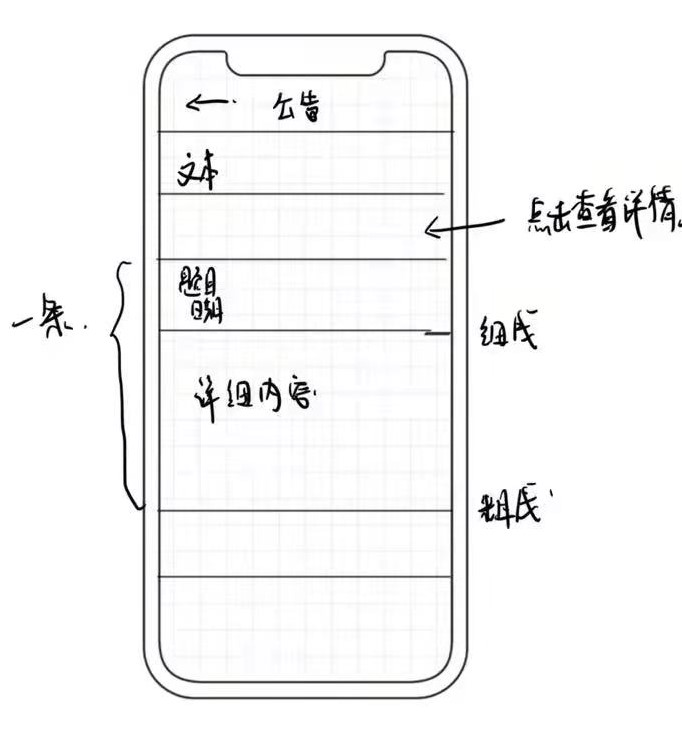 ← 公告
文本
点击查看详情.
题目
日期
一条.
细线
详细内容
粗线